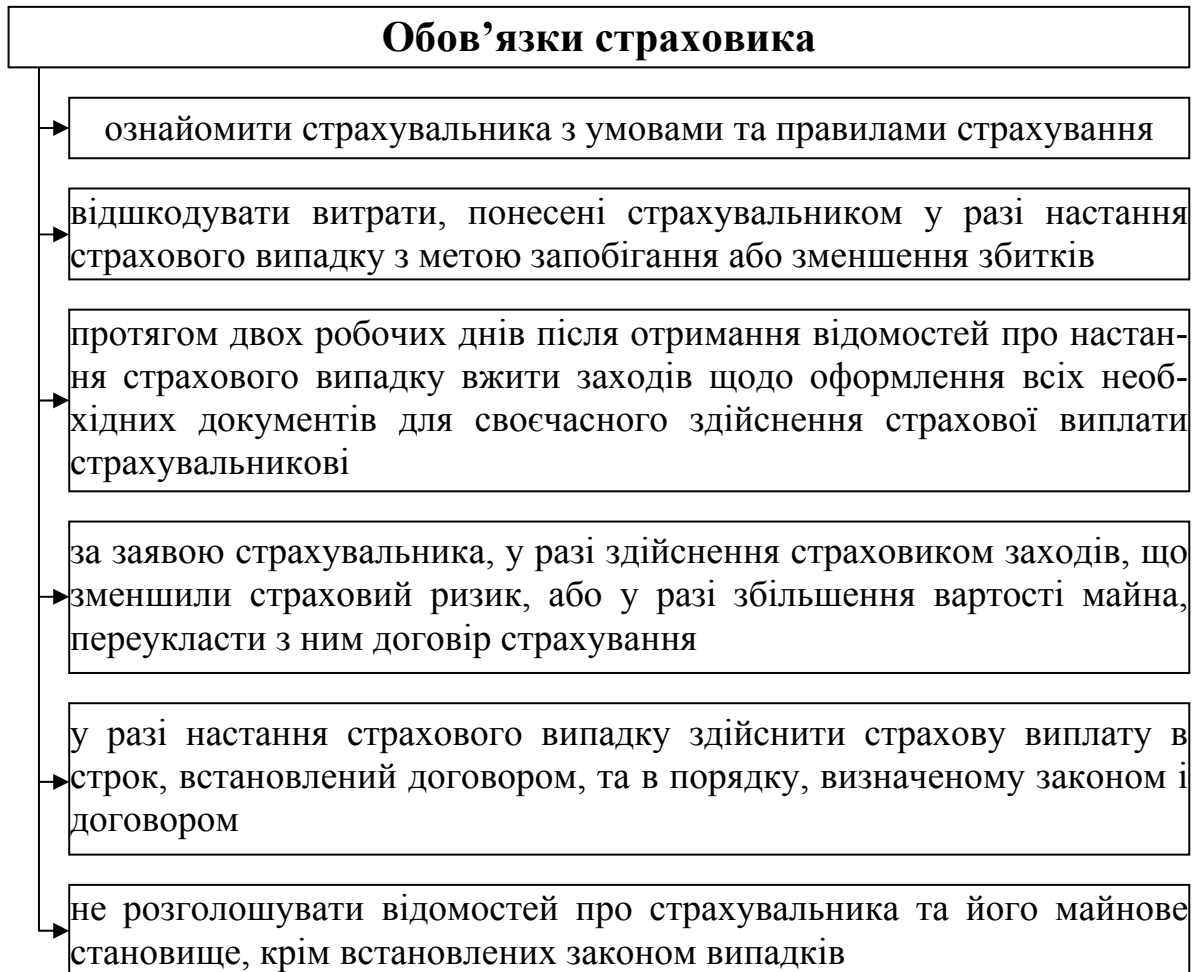 Обов’язки страховика
ознайомити страхувальника з умовами та правилами страхування
відшкодувати витрати, понесені страхувальником у разі настання
страхового випадку з метою запобігання або зменшення збитків
протягом двох робочих днів після отримання відомостей про настан-
ня страхового випадку вжити заходів щодо оформлення всіх необ-
хідних документів для своєчасного здійснення страхової виплати
страхувальникові
за заявою страхувальника, у разі здійснення страховиком заходів, що
зменшили страховий ризик, або у разі збільшення вартості майна,
переукласти з ним договір страхування
у разі настання страхового випадку здійснити страхову виплату в
строк, встановлений договором, та в порядку, визначеному законом і
договором
не розголошувати відомостей про страхувальника та його майнове
становище, крім встановлених законом випадків